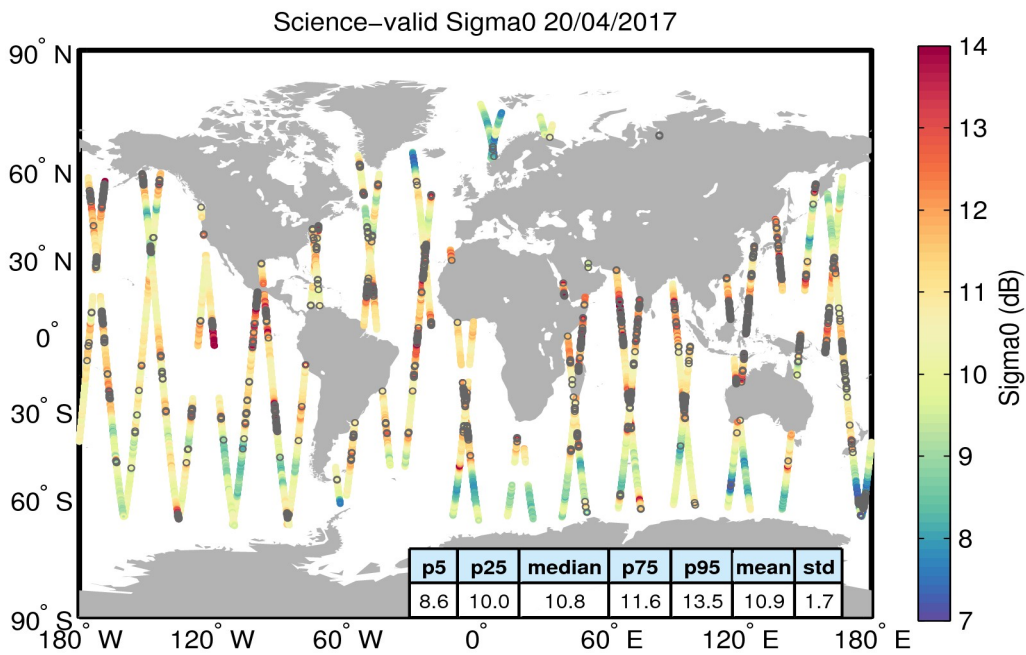 Science−valid Sigma0 20/04/2017
90° N
60° N
30° N
0°
30° S
60° S
90° S
180° W
120° W
60° W
0°
60° E
120° E
180° E
p5 p25 median p75 p95 mean std
8.6 10.0 10.8 11.6 13.5 10.9 1.7
14
13
12
11
10
9
8
7
Sigma0 (dB)